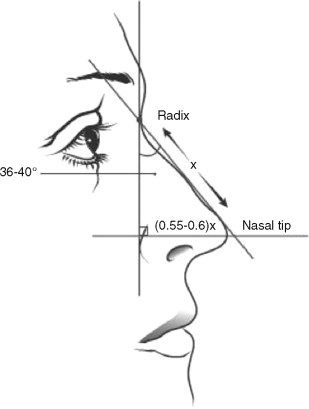 Radix
x
36-40°
(0.55-0.6)x
Nasal tip